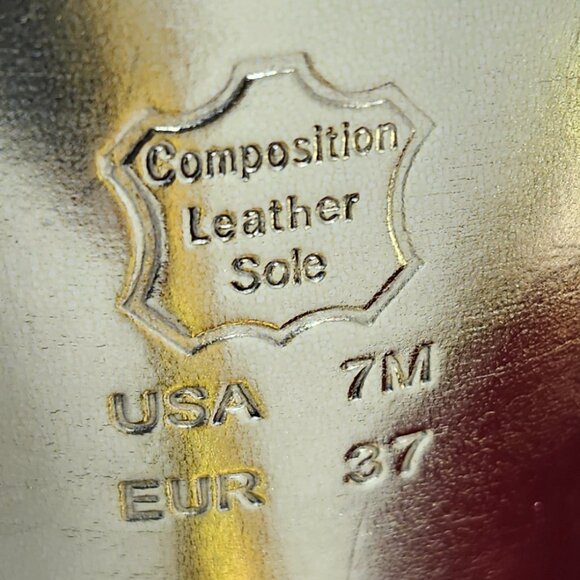 Composition
Leather
Sole
USA 7M
EUR 37